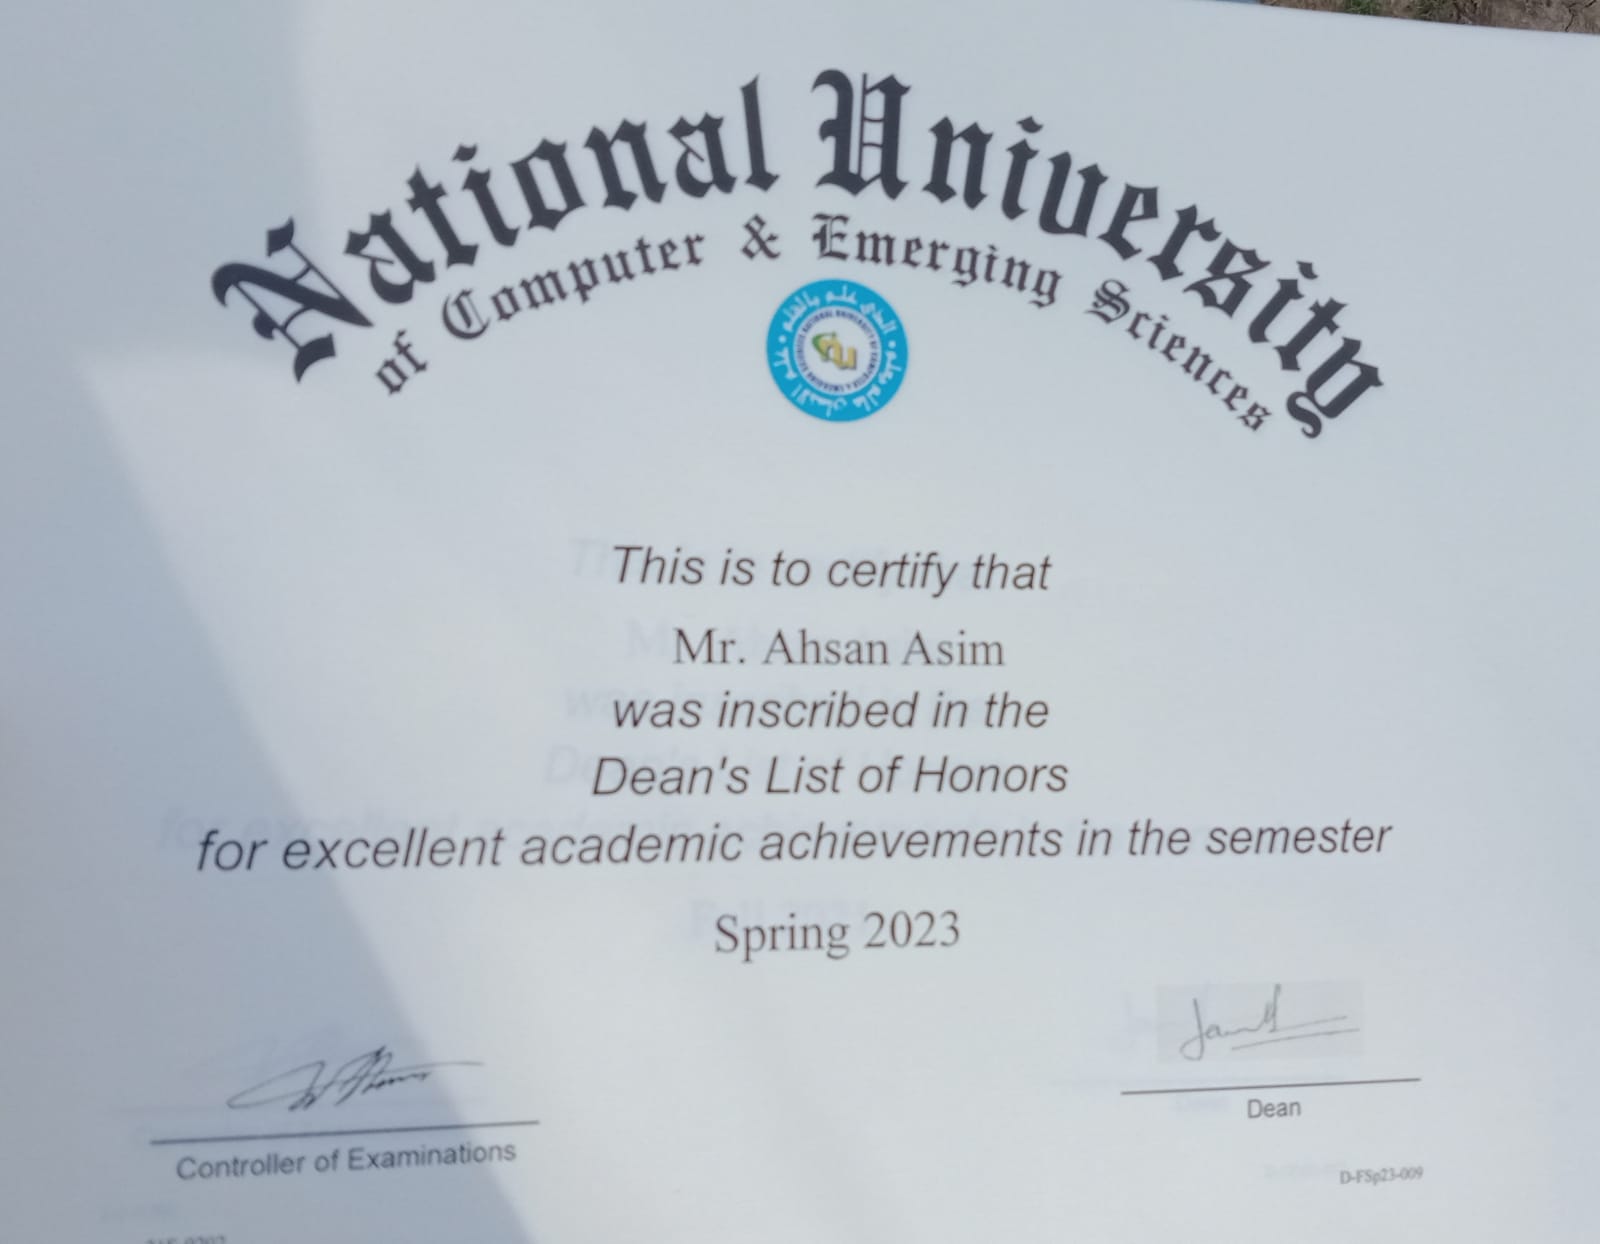 National University
of Computer & Emerging Sciences
This is to certify that
Mr. Ahsan Asim
was inscribed in the
Dean's List of Honors
for excellent academic achievements in the semester
Spring 2023
Controller of Examinations
Dean
D-FSp23-009